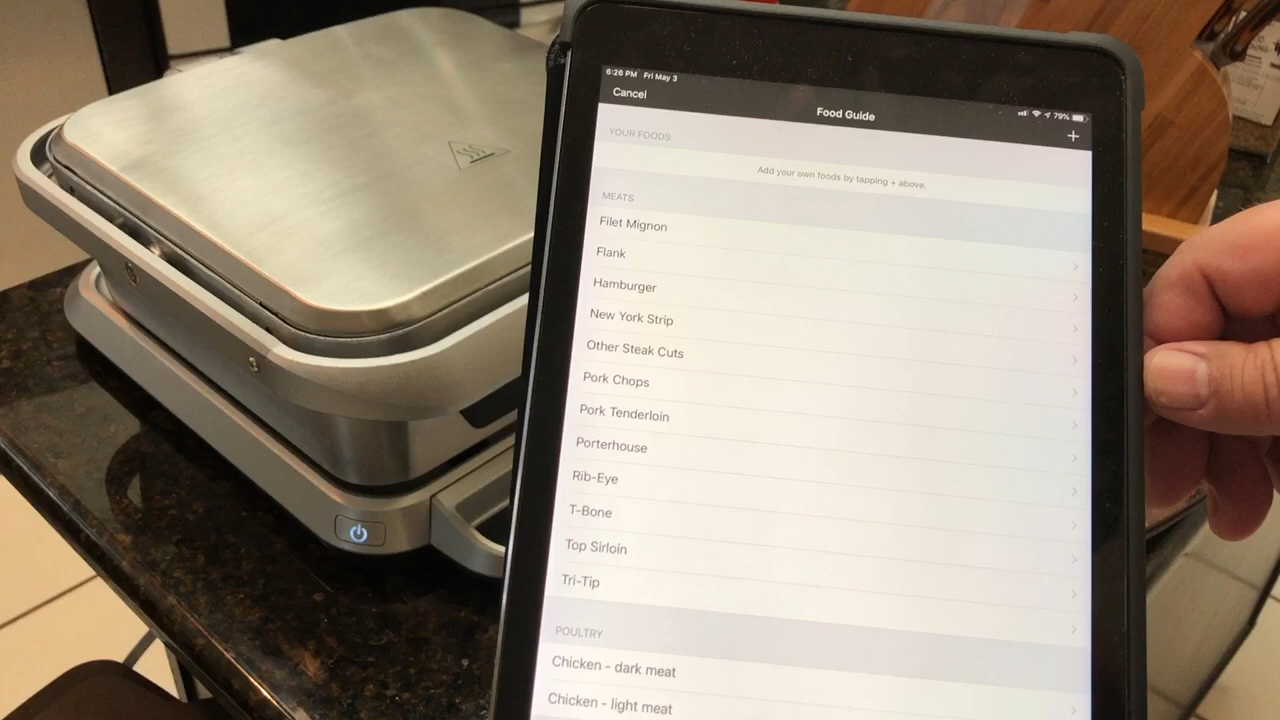 6:26 PM Fri May 3
79%
Cancel
Food Guide
+
YOUR FOODS
Add your own foods by tapping + above.
MEATS
Filet Mignon
Flank
Hamburger
New York Strip
Other Steak Cuts
Pork Chops
Pork Tenderloin
Porterhouse
Rib-Eye
T-Bone
Top Sirloin
Tri-Tip
POULTRY
Chicken - dark meat
Chicken - light meat